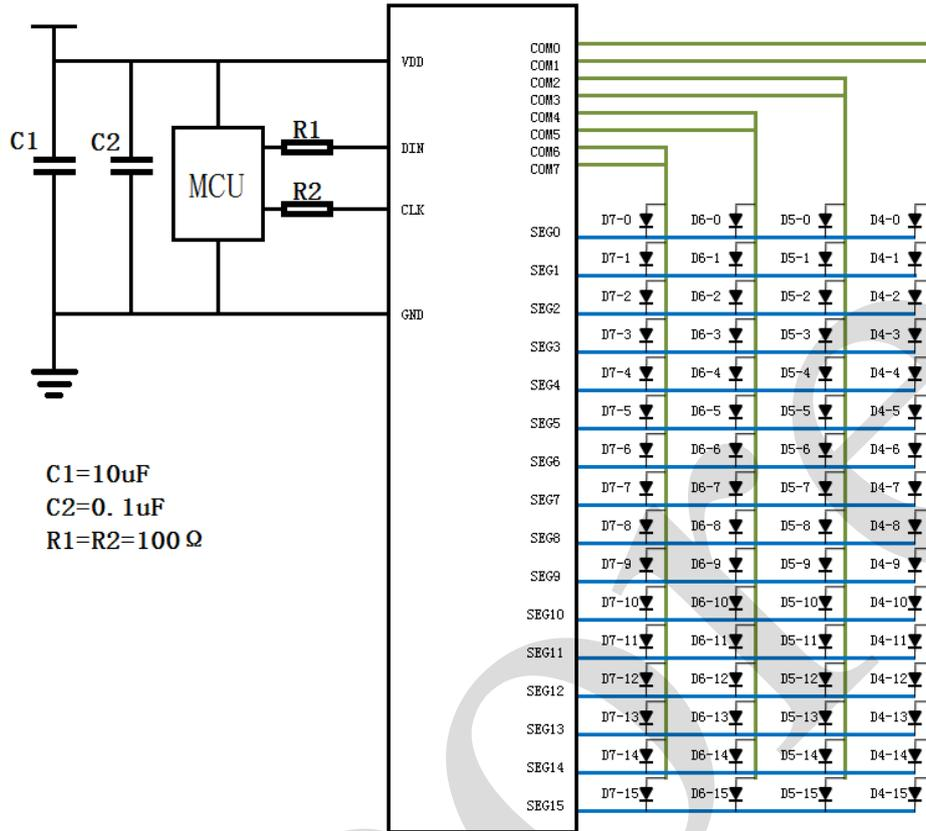 COM0
COM1
VDD
COM2
COM3
COM4
R1
COM5
C1
C2
DIN
COM6
COM7
MCU
R2
CLK
D7-0 D6-0 D5-0 D4-0
SEG0
D7-1 D6-1 D5-1 D4-1
SEG1
D7-2 D6-2 D5-2 D4-2
SEG2
GND
D7-3 D6-3 D5-3 D4-3
SEG3
D7-4 D6-4 D5-4 D4-4
SEG4
D7-5 D6-5 D5-5 D4-5
SEG5
D7-6 D6-6 D5-6 D4-6
SEG6
D7-7 D6-7 D5-7 D4-7
SEG7
D7-8 D6-8 D5-8 D4-8
SEG8
D7-9 D6-9 D5-9 D4-9
SEG9
D7-10 D6-10 D5-10 D4-10
SEG10
D7-11 D6-11 D5-11 D4-11
SEG11
D7-12 D6-12 D5-12 D4-12
SEG12
D7-13 D6-13 D5-13 D4-13
SEG13
D7-14 D6-14 D5-14 D4-14
SEG14
D7-15 D6-15 D5-15 D4-15
SEG15
C1=10uF
C2=0.1uF
R1=R2=100Ω